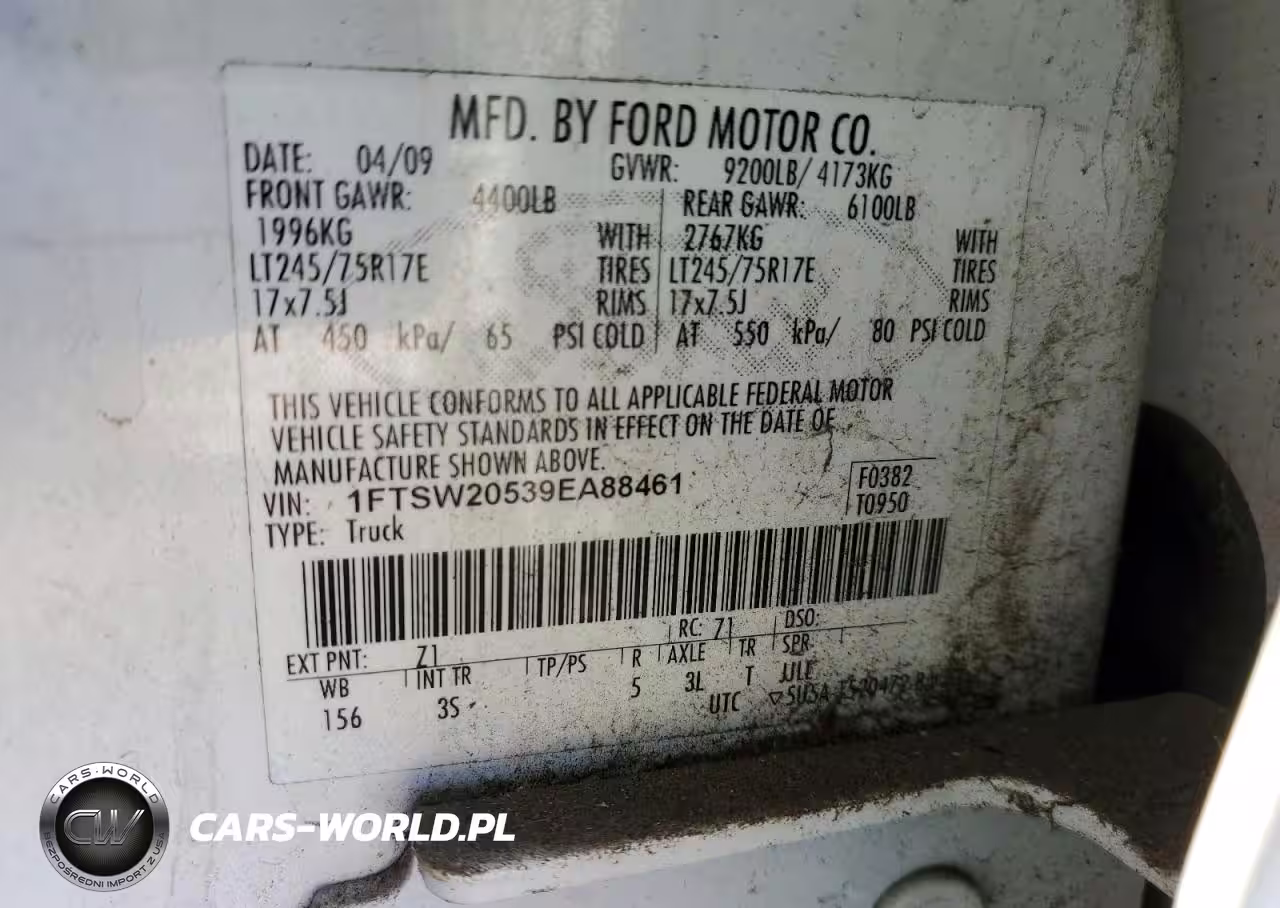 MFD. BY FORD MOTOR CO.
DATE: 04/09 GVWR: 9200LB/ 4173KG
FRONT GAWR: 4400LB REAR GAWR: 6100LB
1996KG WITH 2767KG WITH
LT245/75R17E TIRES LT245/75R17E TIRES
17x7.5J RIMS 17x7.5J RIMS
AT 450 kPa/ 65 PSI COLD AT 550 kPa/ 80 PSI COLD
THIS VEHICLE CONFORMS TO ALL APPLICABLE FEDERAL MOTOR
VEHICLE SAFETY STANDARDS IN EFFECT ON THE DATE OF
MANUFACTURE SHOWN ABOVE.
VIN: 1FTSW20539EA88461 F0382
TYPE: Truck T0950
EXT PNT: Z1 RC: 71 DSO:
WB INT TR TP/PS R AXLE TR SPR
156 3S 5 3L T JJLE
UTC
CARS-WORLD
CW
BEZPOŚREDNI IMPORT Z USA
CARS-WORLD.PL